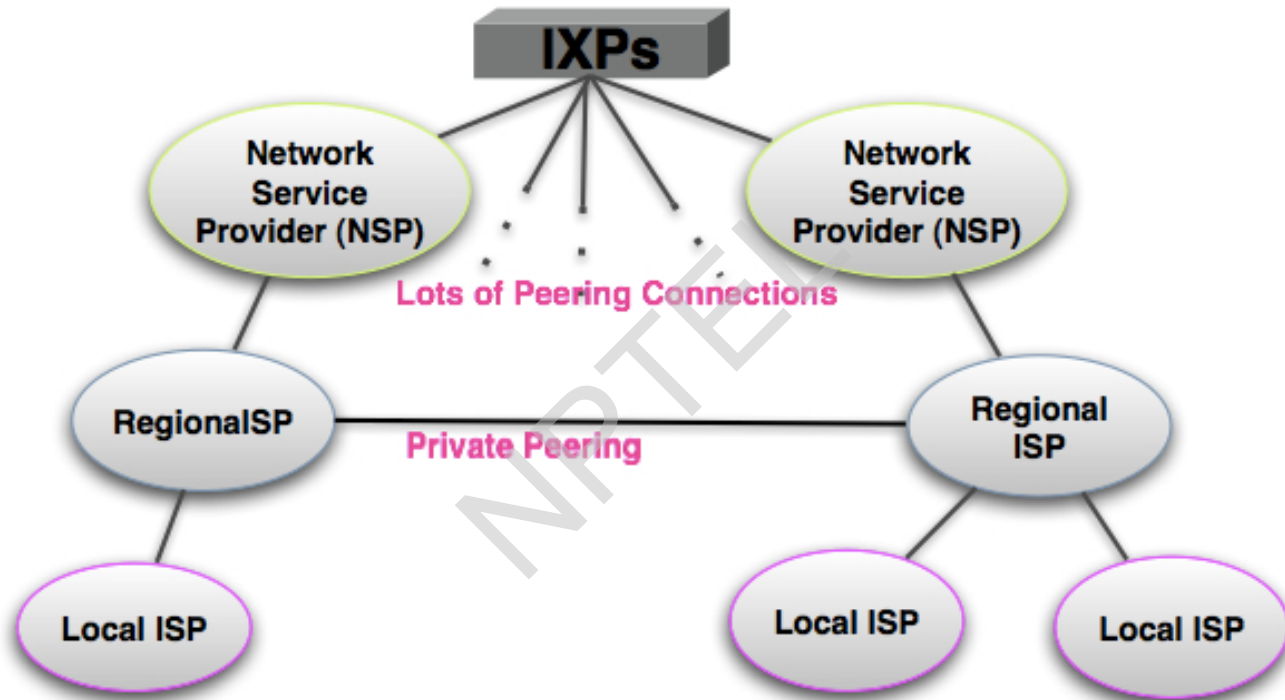 IXPs
Network
Service
Provider (NSP)
Network
Service
Provider (NSP)
Lots of Peering Connections
RegionalSP
Private Peering
Regional
ISP
NPTEL
Local ISP
Local ISP
Local ISP